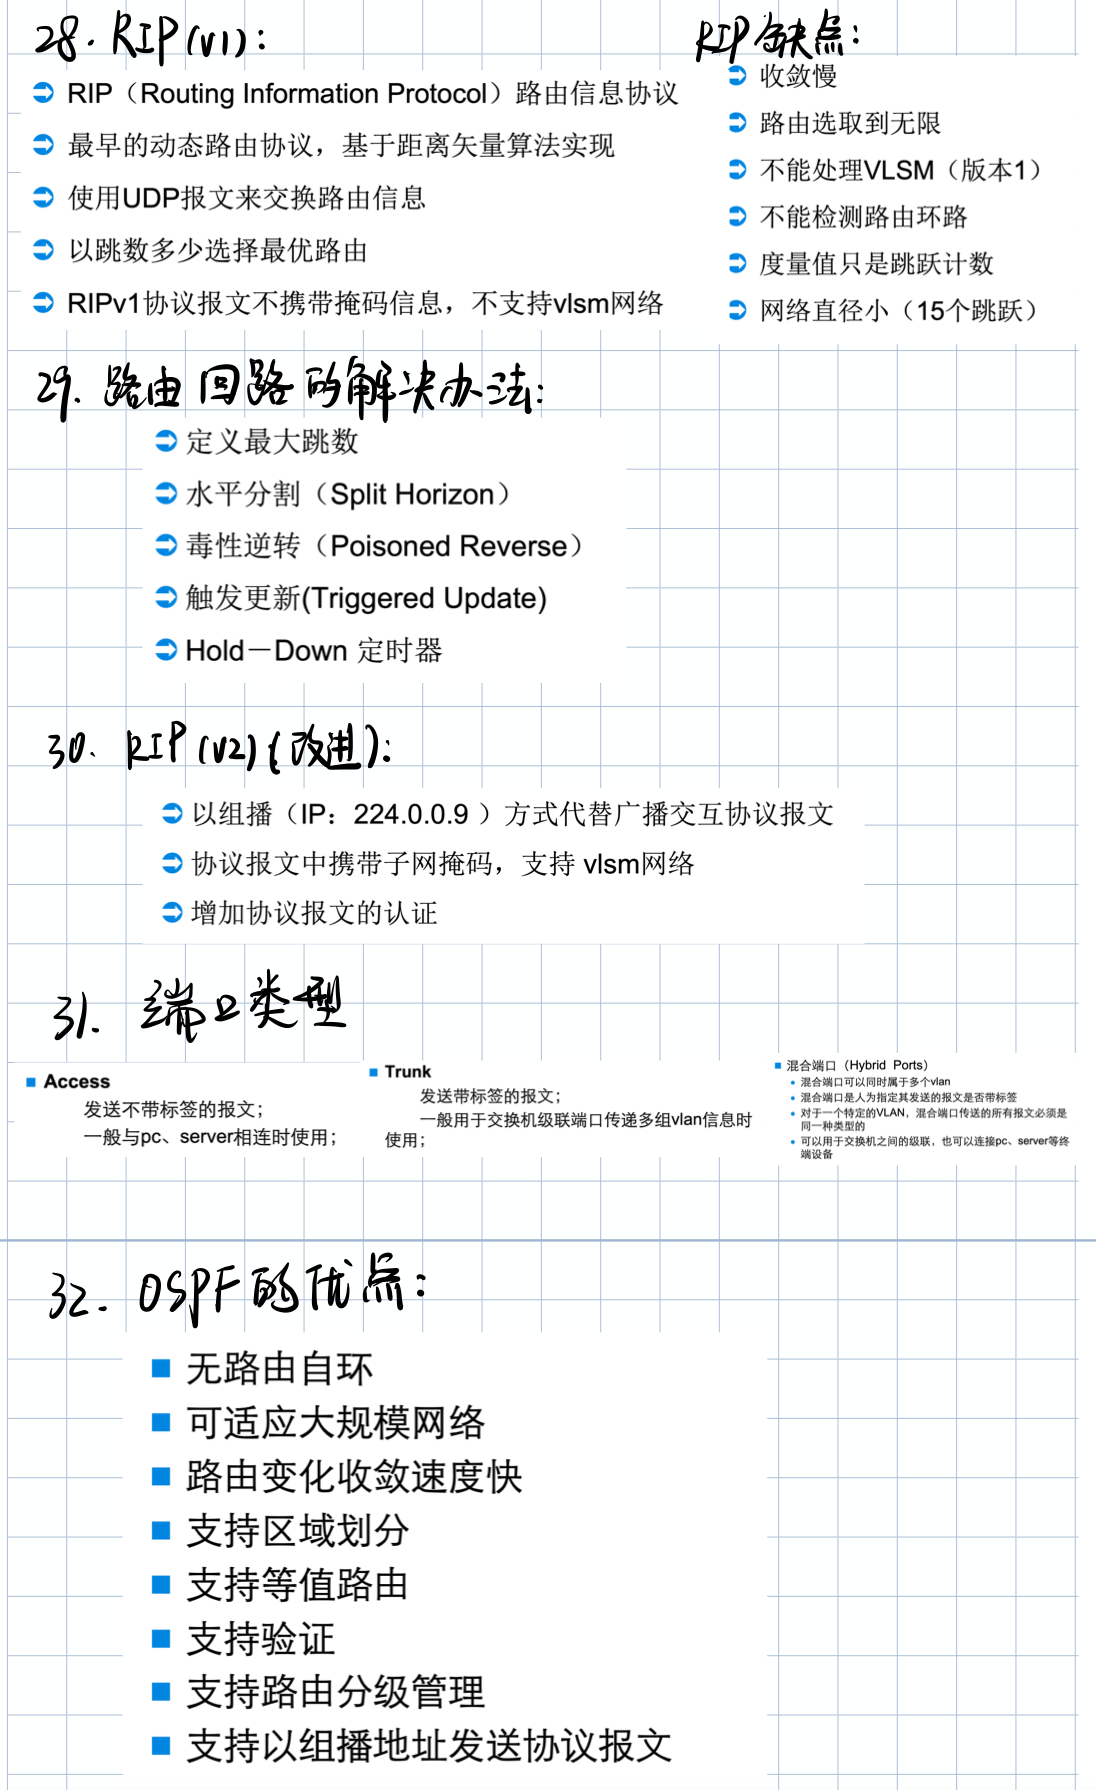 28. RIP(v1):
RIP（Routing Information Protocol）路由信息协议
最早的动态路由协议，基于距离矢量算法实现
使用UDP报文来交换路由信息
以跳数多少选择最优路由
RIPv1协议报文不携带掩码信息，不支持vlsm网络
RIP缺点:
收敛慢
路由选取到无限
不能处理VLSM（版本1）
不能检测路由环路
度量值只是跳跃计数
网络直径小（15个跳跃）
29. 路由回路的解决办法:
定义最大跳数
水平分割（Split Horizon）
毒性逆转（Poisoned Reverse）
触发更新(Triggered Update)
Hold－Down 定时器
30. RIP(v2)(改进):
以组播（IP：224.0.0.9 ）方式代替广播交互协议报文
协议报文中携带子网掩码，支持 vlsm网络
增加协议报文的认证
31. 端口类型
Access
发送不带标签的报文；
一般与pc、server相连时使用；
Trunk
发送带标签的报文；
一般用于交换机级联端口传递多组vlan信息时
使用；
混合端口（Hybrid Ports）
混合端口可以同时属于多个vlan
混合端口是人为指定其发送的报文是否带标签
对于一个特定的VLAN，混合端口传送的所有报文必须是
同一种类型的
可以用于交换机之间的级联，也可以连接pc、server等终
端设备
32. OSPF的优点:
无路由自环
可适应大规模网络
路由变化收敛速度快
支持区域划分
支持等值路由
支持验证
支持路由分级管理
支持以组播地址发送协议报文